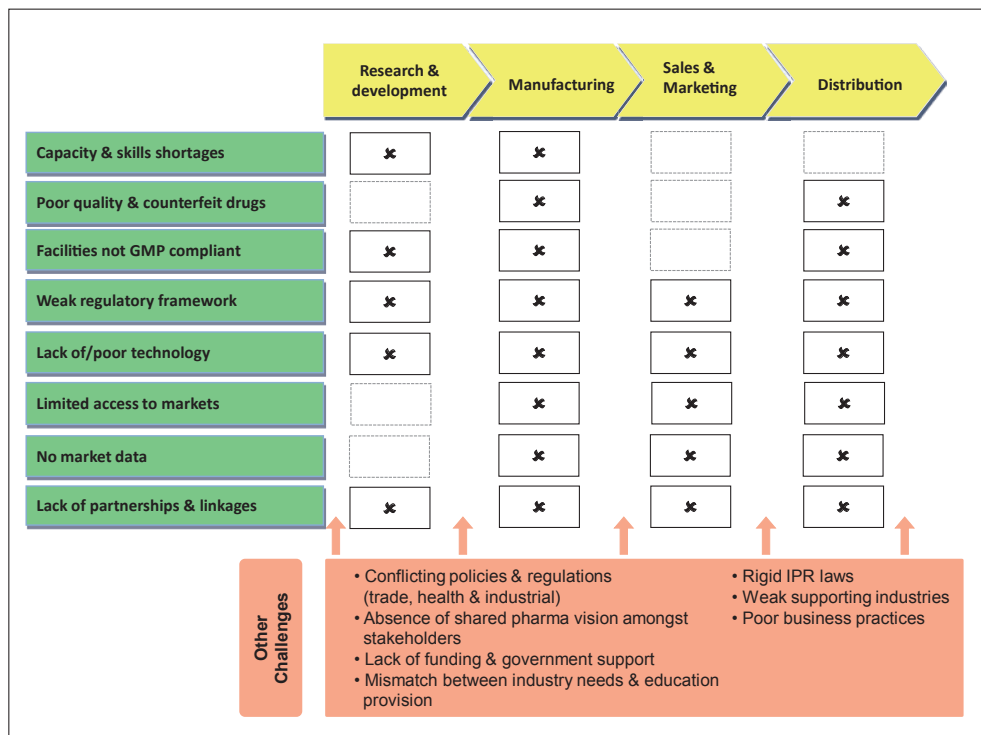 Research &
development
Manufacturing
Sales &
Marketing
Distribution
Capacity & skills shortages
Poor quality & counterfeit drugs
Facilities not GMP compliant
Weak regulatory framework
Lack of/poor technology
Limited access to markets
No market data
Lack of partnerships & linkages
Other
Challenges
• Conflicting policies & regulations
(trade, health & industrial)
• Absence of shared pharma vision amongst
stakeholders
• Lack of funding & government support
• Mismatch between industry needs & education
provision
• Rigid IPR laws
• Weak supporting industries
• Poor business practices